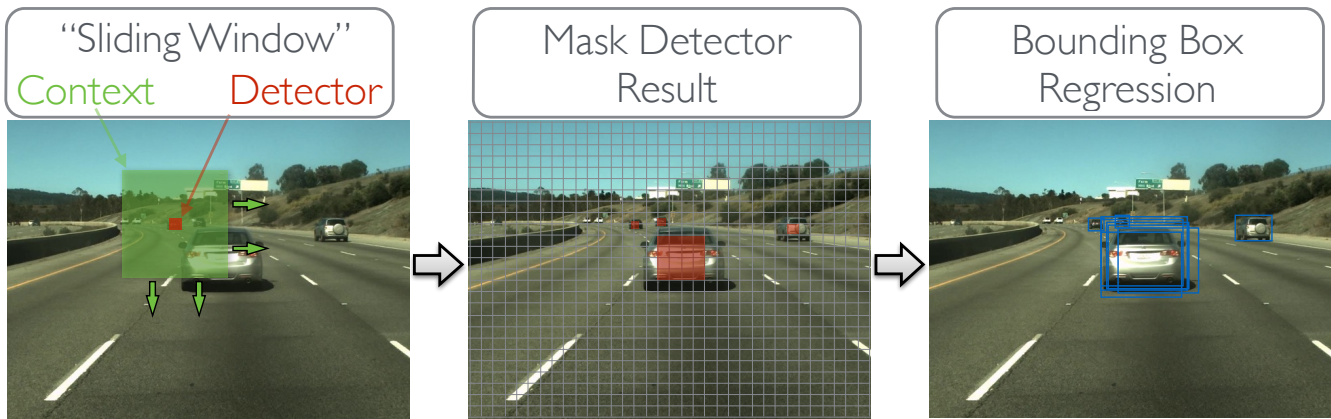 “Sliding Window”
Context Detector
Mask Detector
Result
Bounding Box
Regression